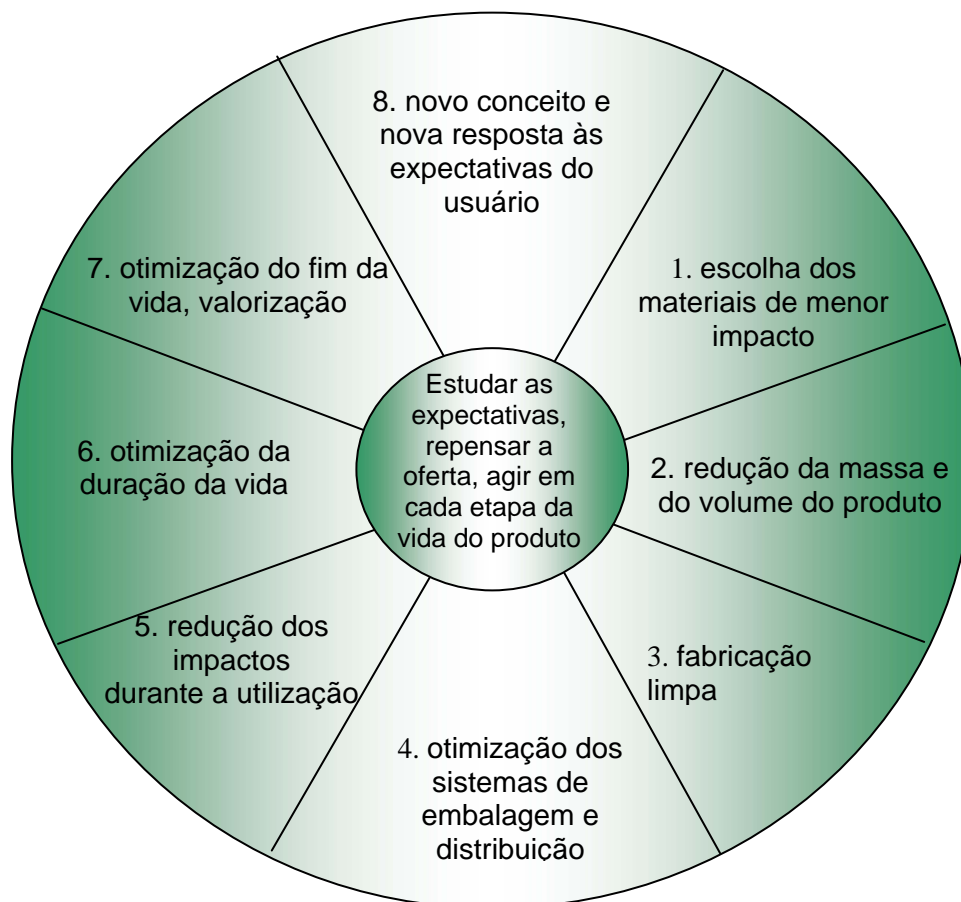 8. novo conceito e
nova resposta às
expectativas do
usuário
1. escolha dos
materiais de menor
impacto
2. redução da massa e
do volume do produto
3. fabricação
limpa
4. otimização dos
sistemas de
embalagem e
distribuição
5. redução dos
impactos
durante a utilização
6. otimização da
duração da vida
7. otimização do fim da
vida, valorização
Estudar as
expectativas,
repensar a
oferta, agir em
cada etapa da
vida do produto